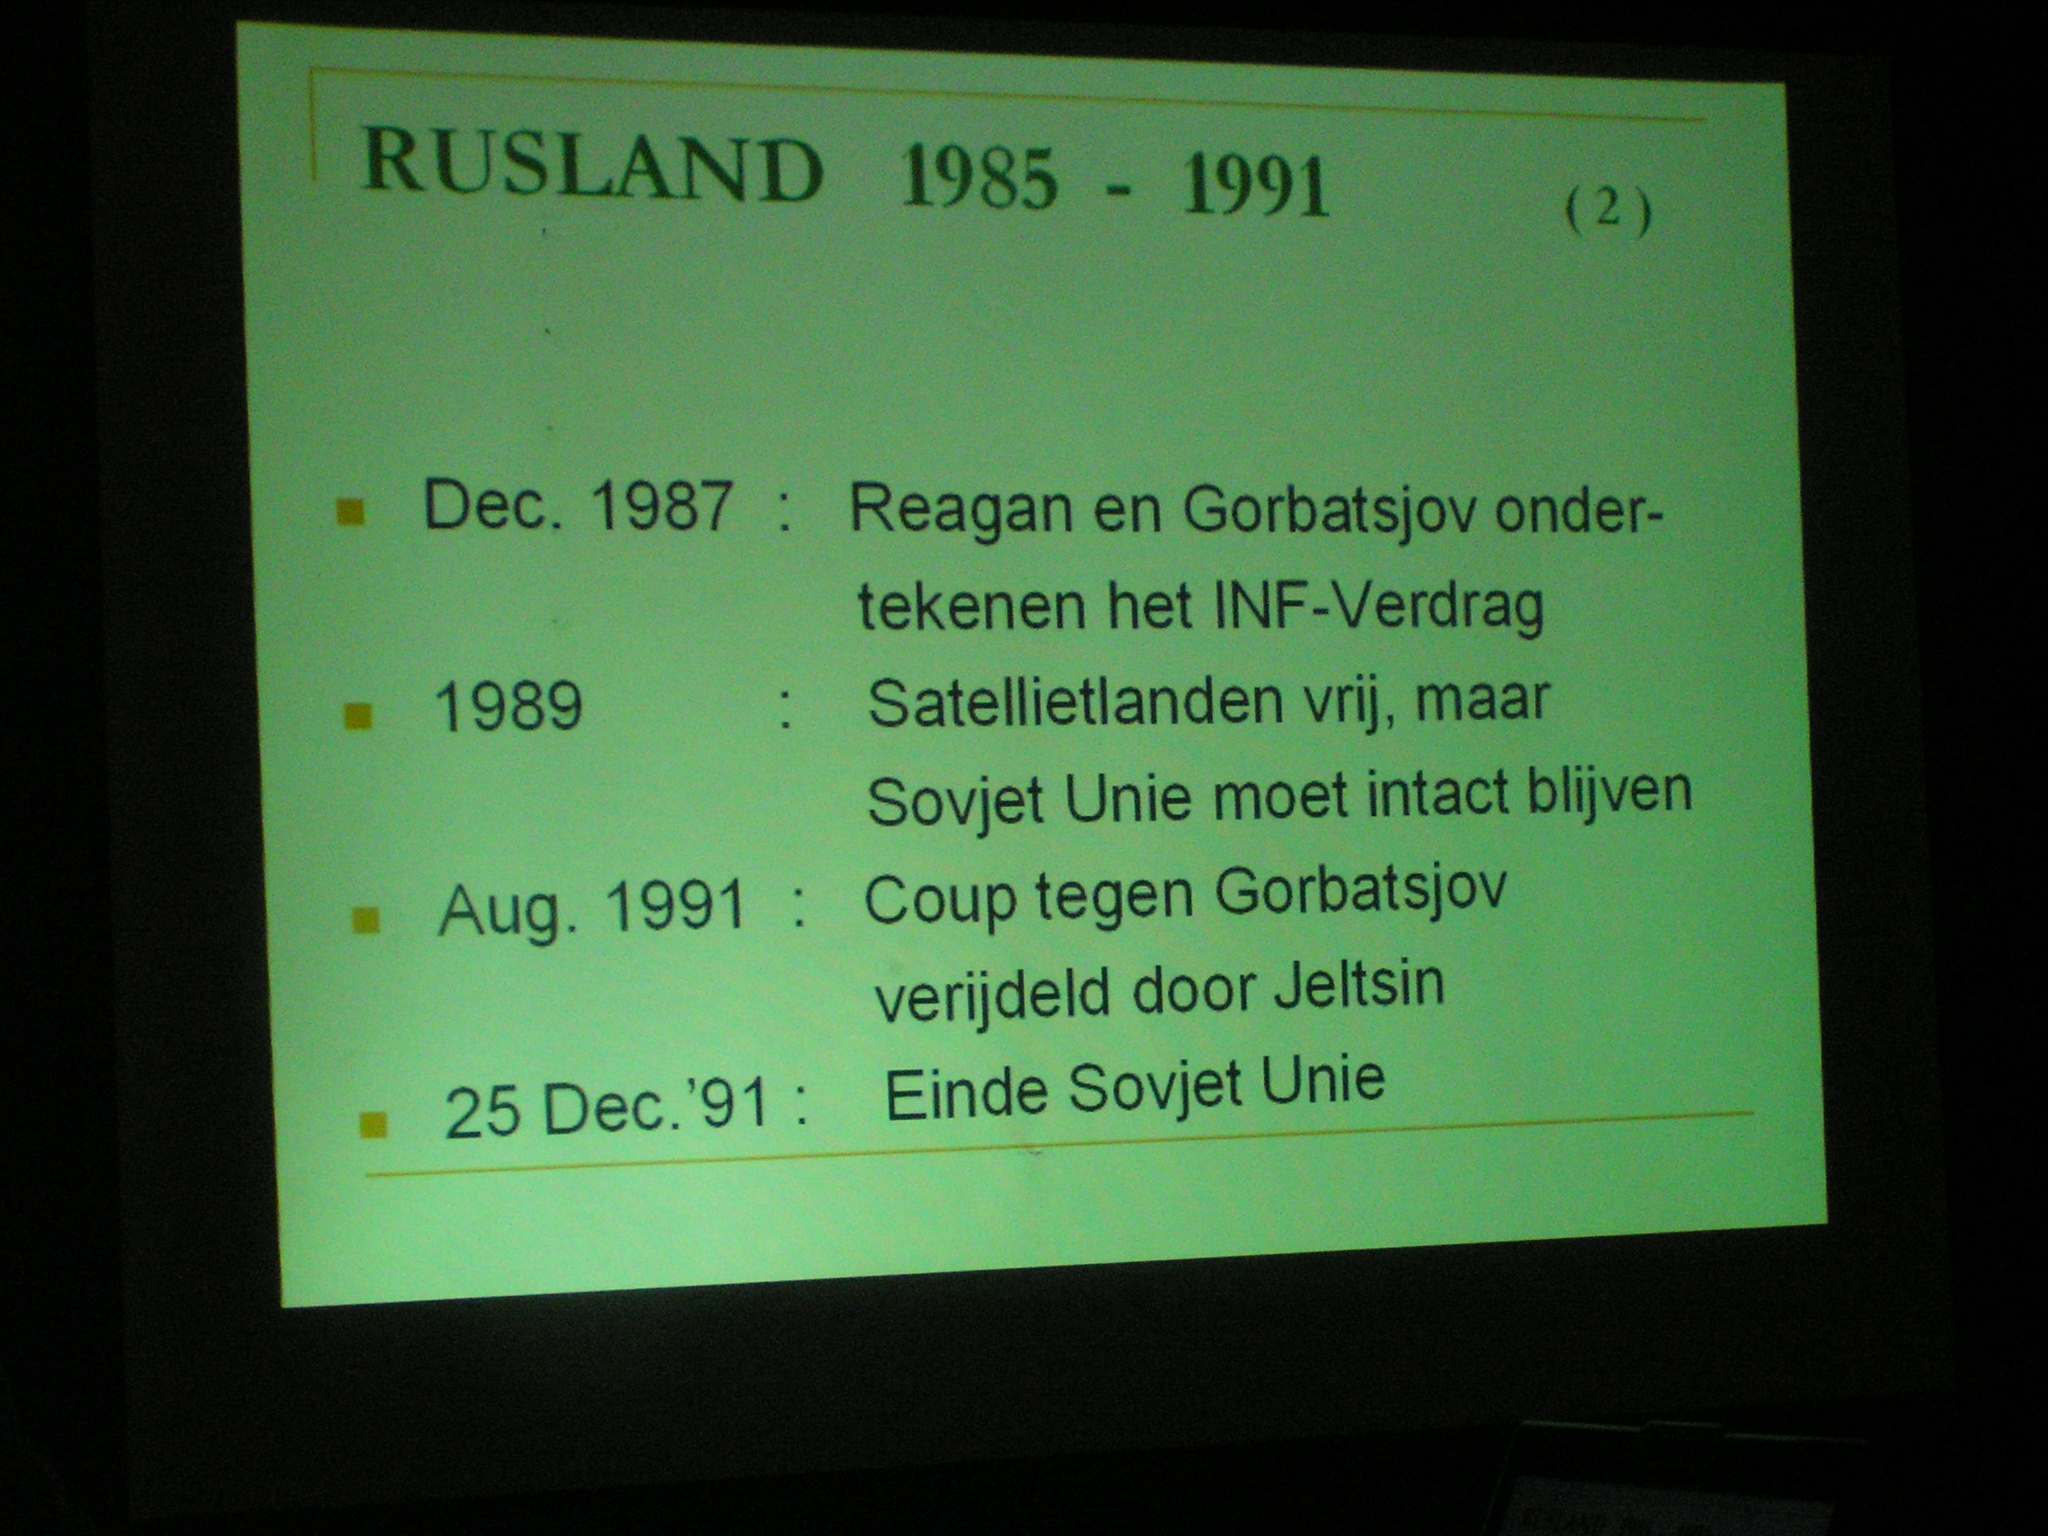 RUSLAND 1985 - 1991 (2)
Dec. 1987 : Reagan en Gorbatsjov onder-
tekenen het INF-Verdrag
1989 : Satellietlanden vrij, maar
Sovjet Unie moet intact blijven
Aug. 1991 : Coup tegen Gorbatsjov
verijdeld door Jeltsin
25 Dec.’91 : Einde Sovjet Unie